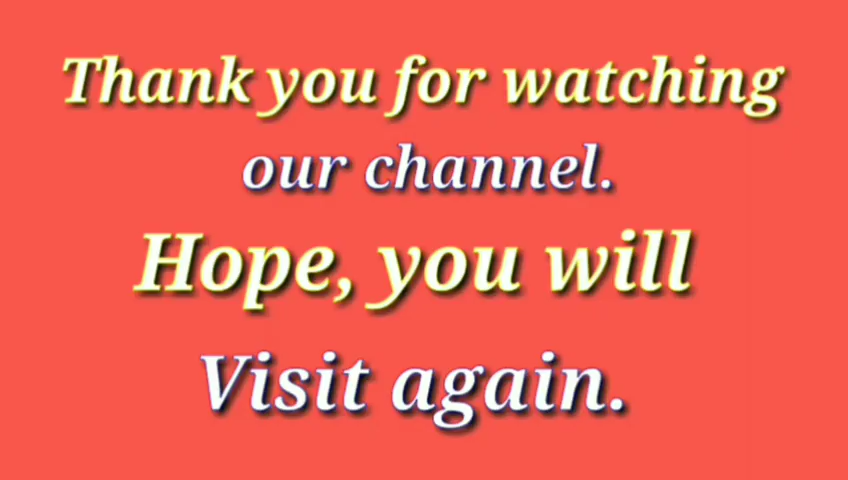 Thank you for watching
our channel.
Hope, you will
Visit again.